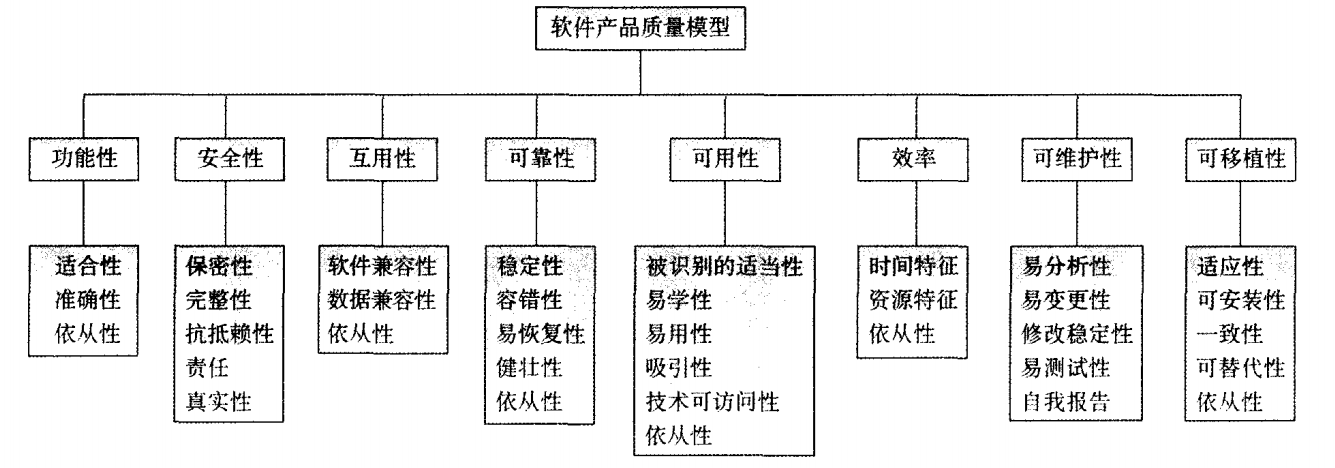 软件产品质量模型
功能性
安全性
互用性
可靠性
可用性
效率
可维护性
可移植性
适合性
准确性
依从性
保密性
完整性
抗抵赖性
责任
真实性
软件兼容性
数据兼容性
依从性
稳定性
容错性
易恢复性
健壮性
依从性
被识别的适当性
易学性
易用性
吸引性
技术可访问性
依从性
时间特征
资源特征
依从性
易分析性
易变更性
修改稳定性
易测试性
自我报告
适应性
可安装性
一致性
可替代性
依从性